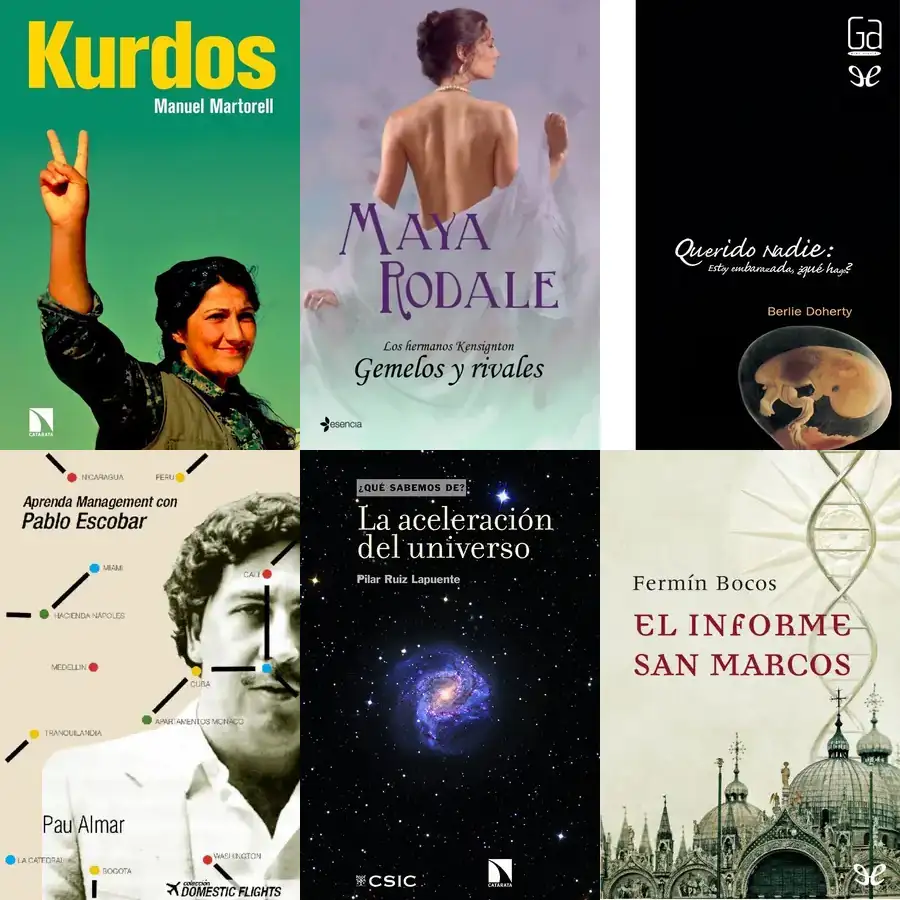 Kurdos
Manuel Martorell
CATARATA
MAYA
RODALE
Los hermanos Kensignton
Gemelos y rivales
esencia
Ga
Querido Nadie:
Estoy embarazada, ¿qué hago?
Berlie Doherty
NICARAGUA
PERU
Aprenda Management con
Pablo Escobar
MIAMI
CALI
HACIENDA NÁPOLES
MEDELLIN
CUBA
APARTAMENTOS MONACO
TRANQUILANDIA
Pau Almar
LA CATEDRAL
WASHINGTON
BOGOTA
colección
DOMESTIC FLIGHTS
¿QUÉ SABEMOS DE?
La aceleración
del universo
Pilar Ruiz Lapuente
CSIC
CATARATA
Fermín Bocos
EL INFORME
SAN MARCOS